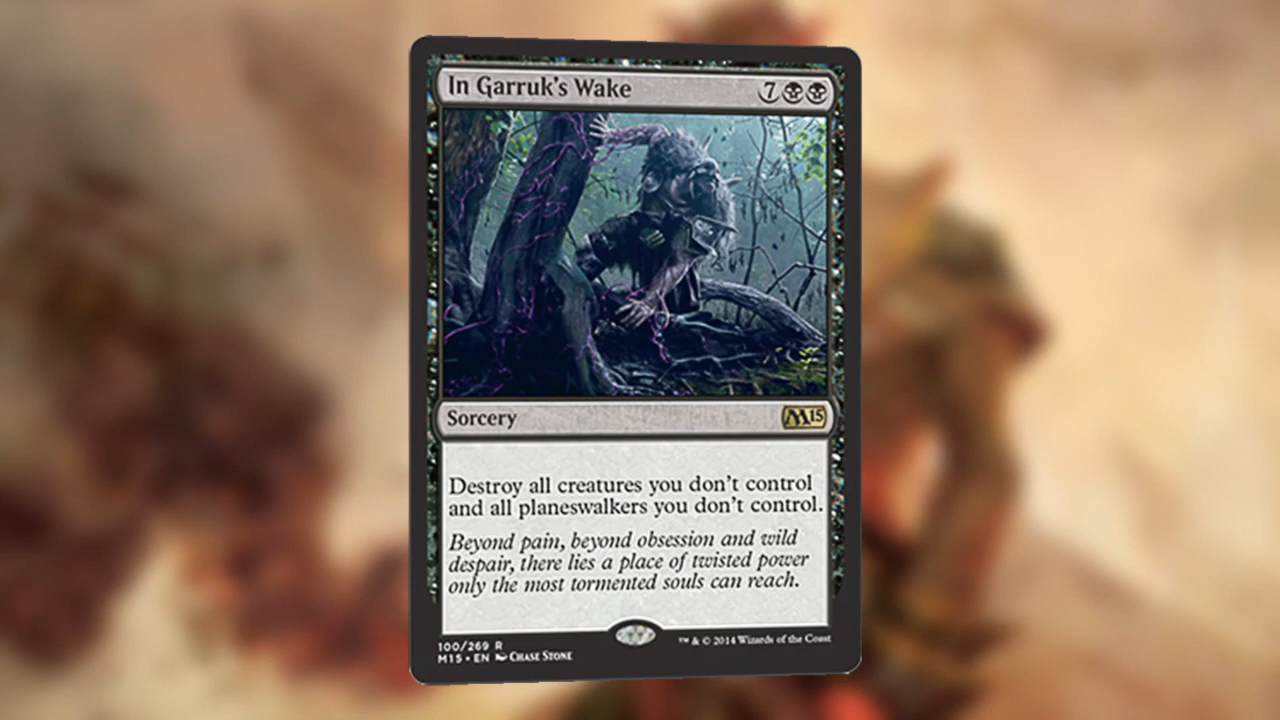 In Garruk's Wake
7
Sorcery
M15
Destroy all creatures you don't control
and all planeswalkers you don't control.
Beyond pain, beyond obsession and wild
despair, there lies a place of twisted power
only the most tormented souls can reach.
100/269 R
M15 • EN CHASE STONE
™ & © 2014 Wizards of the Coast